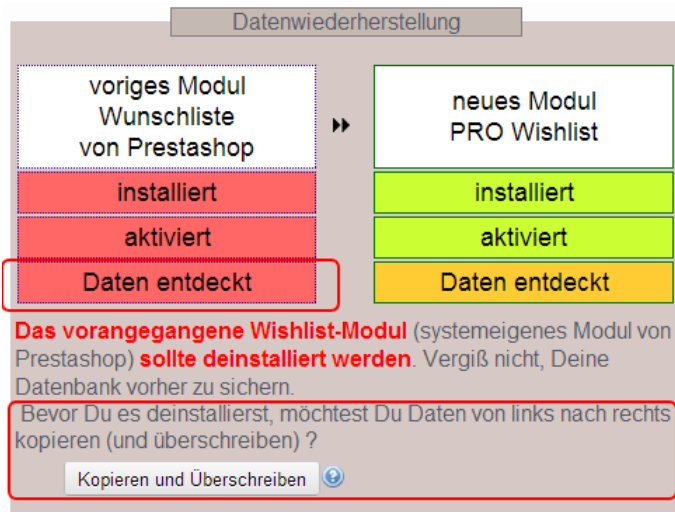 Datenwiederherstellung
voriges Modul
Wunschliste
von Prestashop
neues Modul
PRO Wishlist
installiert
installiert
aktiviert
aktiviert
Daten entdeckt
Daten entdeckt
Das vorangegangene Wishlist-Modul (systemeigenes Modul von
Prestashop) sollte deinstalliert werden. Vergiß nicht, Deine
Datenbank vorher zu sichern.
Bevor Du es deinstallierst, möchtest Du Daten von links nach rechts
kopieren (und überschreiben) ?
Kopieren und Überschreiben ?